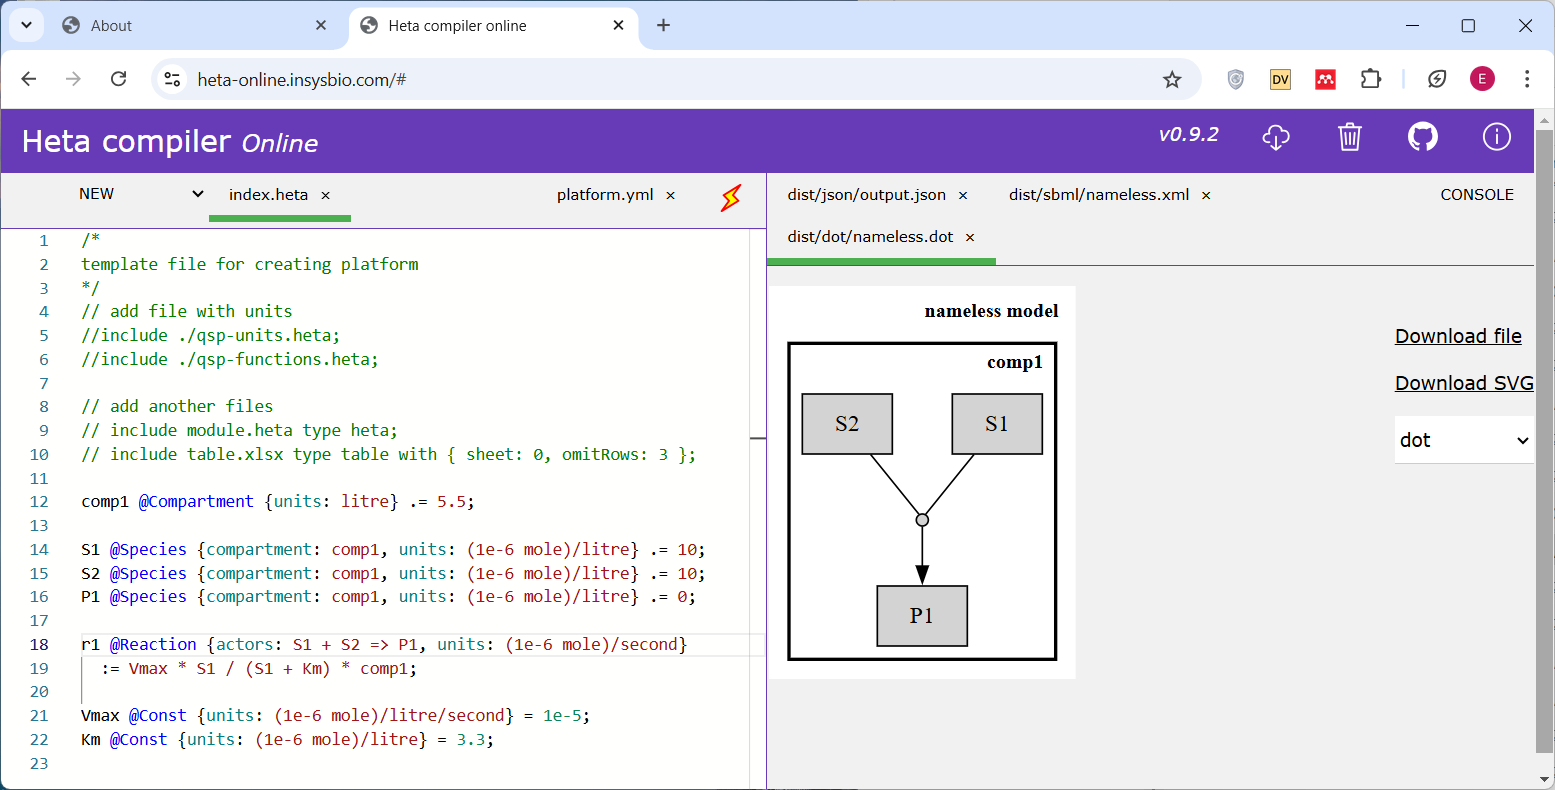 About
Heta compiler online
heta-online.insysbio.com/#
DV
E
Heta compiler Online
v0.9.2
NEW
index.heta
platform.yml
dist/json/output.json
dist/sbml/nameless.xml
CONSOLE
dist/dot/nameless.dot
1 /*
2 template file for creating platform
3 */
4 // add file with units
5 //include ./qsp-units.heta;
6 //include ./qsp-functions.heta;
7
8 // add another files
9 // include module.heta type heta;
10 // include table.xlsx type table with { sheet: 0, omitRows: 3 };
11
12 comp1 @Compartment {units: litre} .= 5.5;
13
14 S1 @Species {compartment: comp1, units: (1e-6 mole)/litre} .= 10;
15 S2 @Species {compartment: comp1, units: (1e-6 mole)/litre} .= 10;
16 P1 @Species {compartment: comp1, units: (1e-6 mole)/litre} .= 0;
17
18 r1 @Reaction {actors: S1 + S2 => P1, units: (1e-6 mole)/second}
19 := Vmax * S1 / (S1 + Km) * comp1;
20
21 Vmax @Const {units: (1e-6 mole)/litre/second} = 1e-5;
22 Km @Const {units: (1e-6 mole)/litre} = 3.3;
23
nameless model
comp1
S2
S1
P1
Download file
Download SVG
dot